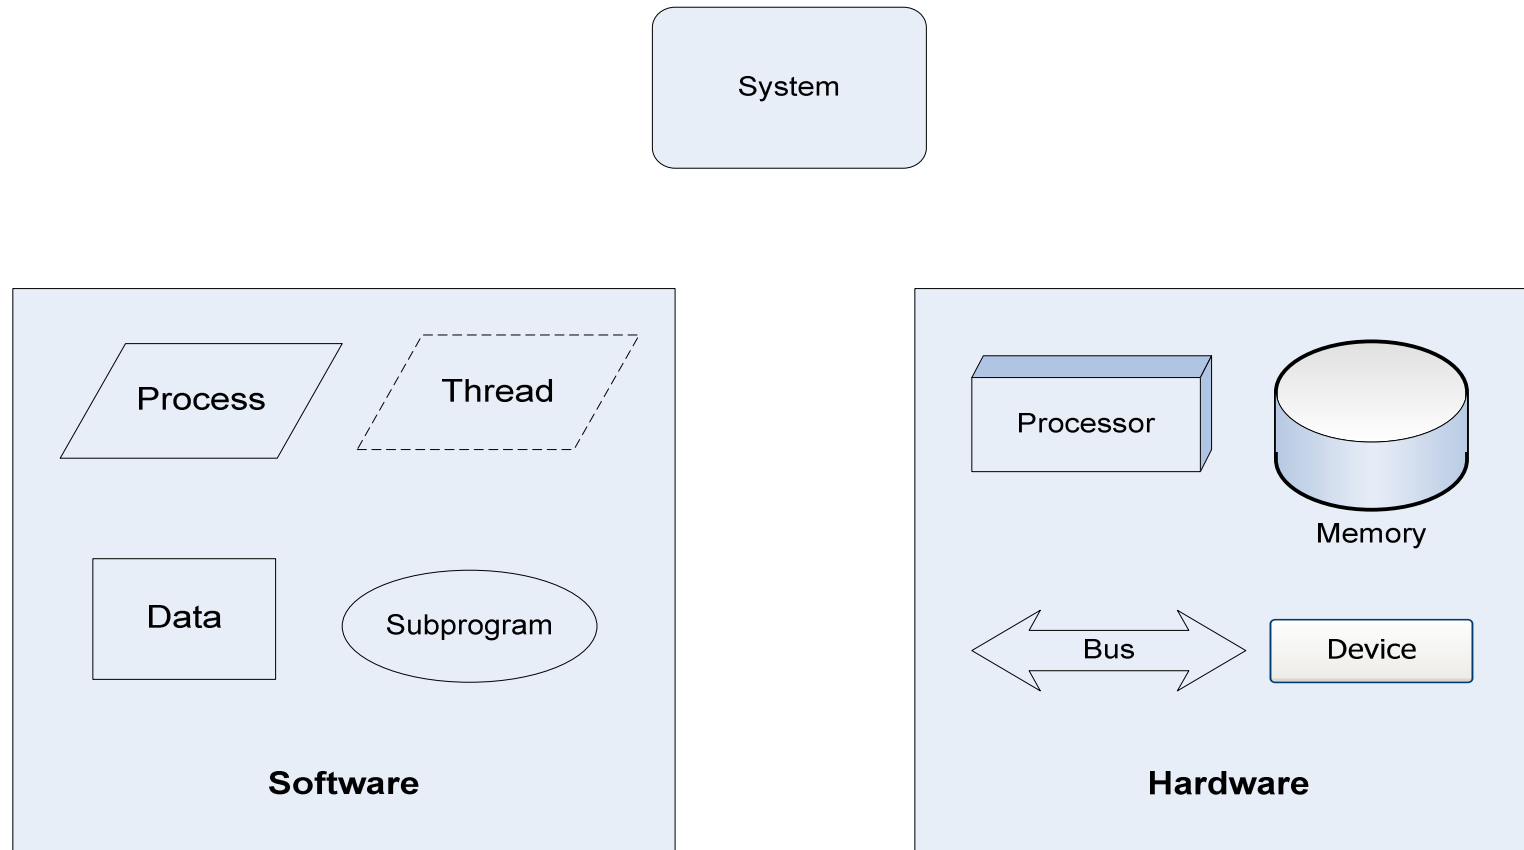 System
Process
Thread
Data
Subprogram
Software
Processor
Memory
Bus
Device
Hardware